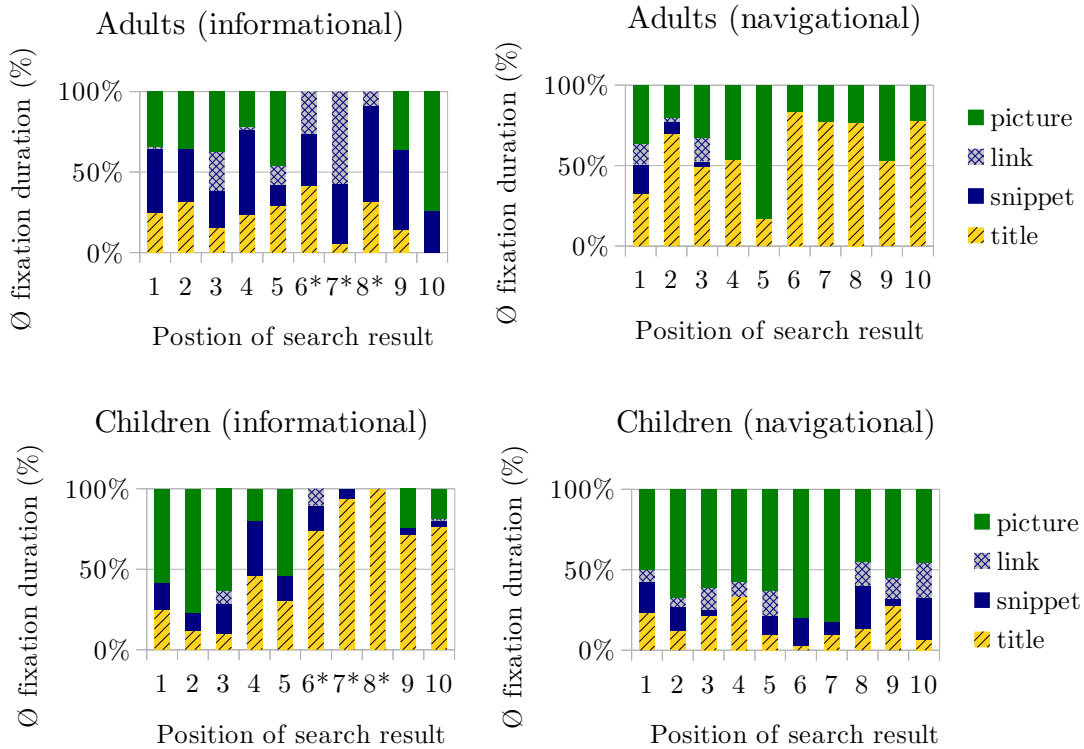 Adults (informational)
Ø fixation duration (%)
100%
50%
0%
1 2 3 4 5 6* 7* 8* 9 10
Postion of search result
Adults (navigational)
Ø fixation duration (%)
100%
50%
0%
1 2 3 4 5 6 7 8 9 10
Position of search result
picture
link
snippet
title
Children (informational)
Ø fixation duration (%)
100%
50%
0%
1 2 3 4 5 6* 7* 8* 9 10
Position of search result
Children (navigational)
Ø fixation duration (%)
100%
50%
0%
1 2 3 4 5 6 7 8 9 10
Position of search result
picture
link
snippet
title